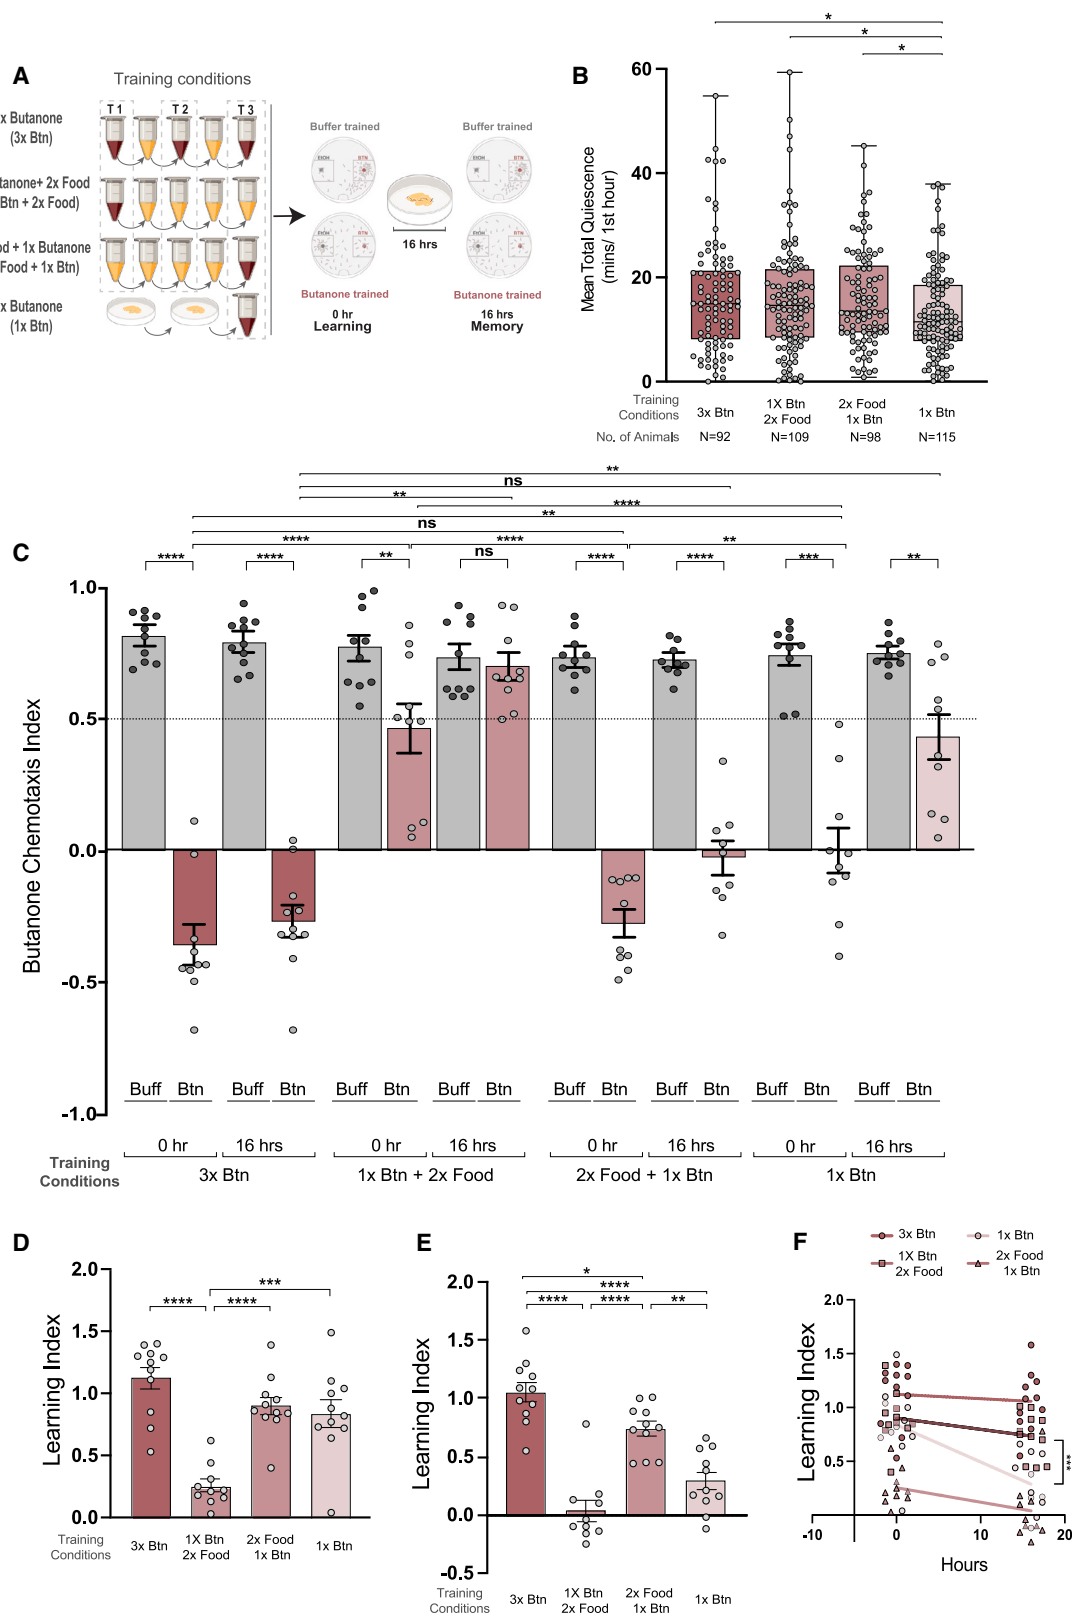 A
Training conditions
T 1
T 2
T 3
x Butanone
(3x Btn)
tanone+ 2x Food
Btn + 2x Food)
od + 1x Butanone
Food + 1x Btn)
x Butanone
(1x Btn)
Buffer trained
Buffer trained
EtOH
BTN
EtOH
BTN
16 hrs
EtOH
BTN
EtOH
BTN
Butanone trained
Butanone trained
0 hr
Learning
16 hrs
Memory
B
*
*
*
Mean Total Quiescence
(mins/ 1st hour)
60
40
20
0
Training
Conditions
3x Btn
1X Btn
2x Food
2x Food
1x Btn
1x Btn
No. of Animals
N=92
N=109
N=98
N=115
C
**
ns
**
****
**
ns
****
****
**
ns
****
****
**
****
****
***
**
Butanone Chemotaxis Index
1.0
0.5
0.0
-0.5
-1.0
Buff Btn Buff Btn Buff Btn Buff Btn Buff Btn Buff Btn Buff Btn Buff Btn
0 hr 16 hrs 0 hr 16 hrs 0 hr 16 hrs 0 hr 16 hrs
Training
Conditions
3x Btn
1x Btn + 2x Food
2x Food + 1x Btn
1x Btn
D
Learning Index
2.0
1.5
1.0
0.5
0.0
***
**** ****
Training
Conditions
3x Btn
1X Btn
2x Food
2x Food
1x Btn
1x Btn
E
Learning Index
2.0
1.5
1.0
0.5
0.0
-0.5
*
****
**** **** **
Training
Conditions
3x Btn
1X Btn
2x Food
2x Food
1x Btn
1x Btn
F
3x Btn
1x Btn
1X Btn
2x Food
2x Food
1x Btn
Learning Index
2.0
1.5
1.0
0.5
***
-10 0 10 20
Hours